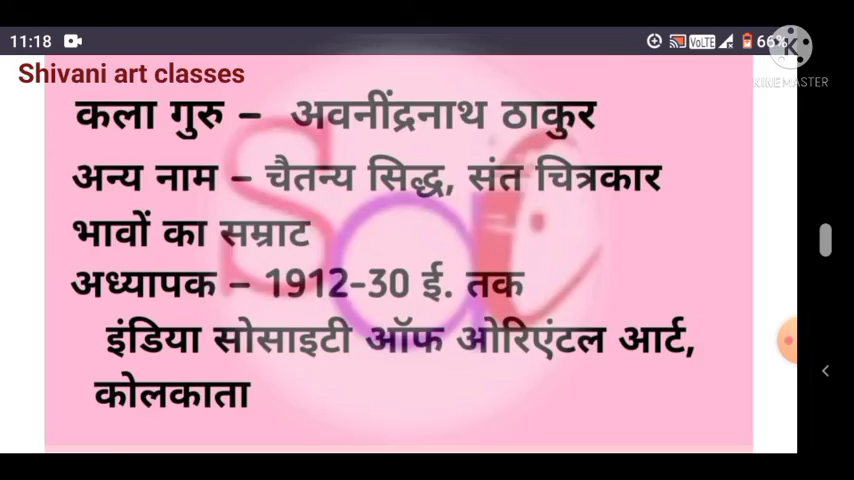 11:18
VoLTE
66%
KINEMASTER
Shivani art classes
कला गुरु – अवनींद्रनाथ ठाकुर
अन्य नाम – चैतन्य सिद्ध, संत चित्रकार
भावों का सम्राट
अध्यापक – 1912-30 ई. तक
इंडिया सोसाइटी ऑफ ओरिएंटल आर्ट,
कोलकाता